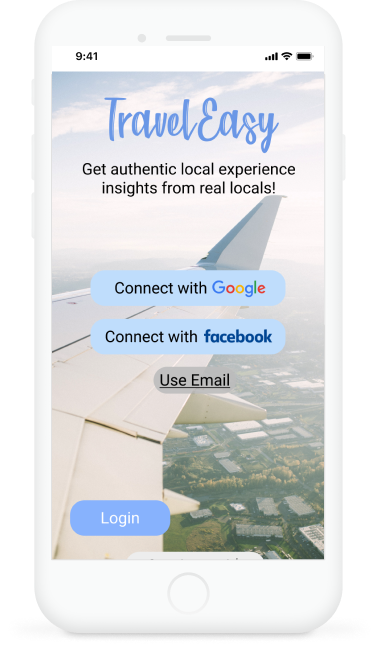 9:41
TravelEasy
Get authentic local experience
insights from real locals!
Connect with Google
Connect with facebook
Use Email
Login